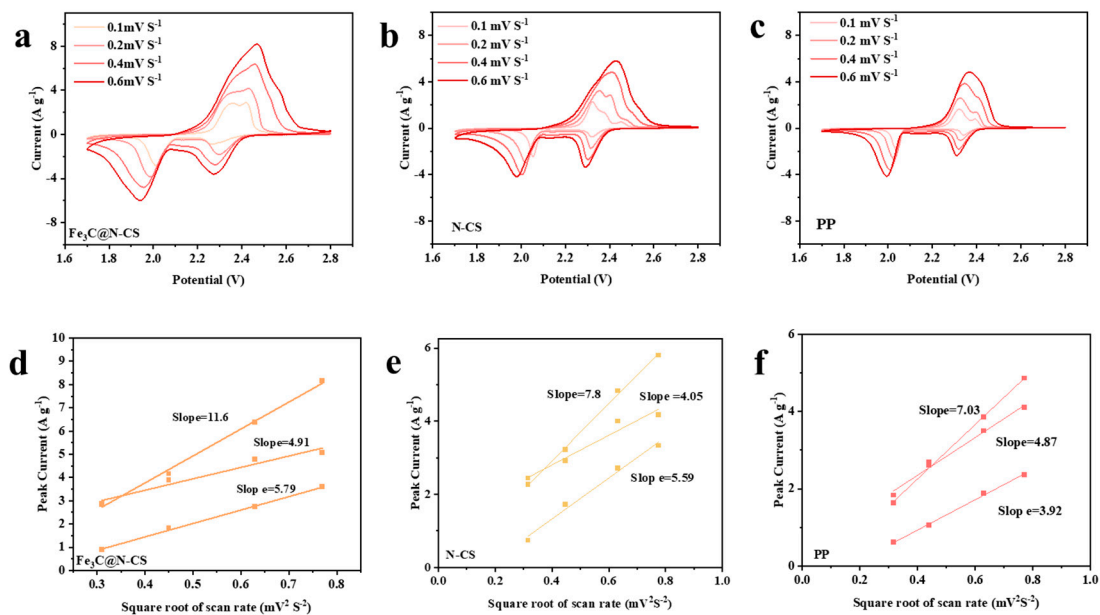 a
0.1mV S⁻¹
0.2mV S⁻¹
0.4mV S⁻¹
0.6mV S⁻¹
Current (A g⁻¹)
8
4
0
-4
-8
Fe₃C@N-CS
1.6 1.8 2.0 2.2 2.4 2.6 2.8
Potential (V)
b
0.1 mV S⁻¹
0.2 mV S⁻¹
0.4 mV S⁻¹
0.6 mV S⁻¹
Current (A g⁻¹)
8
4
0
-4
-8
N-CS
1.6 1.8 2.0 2.2 2.4 2.6 2.8
Potential (V)
c
0.1 mV S⁻¹
0.2 mV S⁻¹
0.4 mV S⁻¹
0.6 mV S⁻¹
Current (A g⁻¹)
8
4
0
-4
-8
PP
1.6 1.8 2.0 2.2 2.4 2.6 2.8
Potential (V)
d
Peak Current (A g⁻¹)
10
9
8
7
6
5
4
3
2
1
0
Slope=11.6
Slope=4.91
Slop e=5.79
Fe₃C@N-CS
0.3 0.4 0.5 0.6 0.7 0.8
Square root of scan rate (mV² S⁻¹)
e
Peak Current (A g⁻¹)
6
4
2
0
Slope=7.8
Slope =4.05
Slop e=5.59
N-CS
0.0 0.2 0.4 0.6 0.8 1.0
Square root of scan rate (mV²S⁻¹)
f
Peak Current (A g⁻¹)
6
4
2
0
Slope=7.03
Slope=4.87
Slop e=3.92
PP
0.0 0.2 0.4 0.6 0.8 1.0
Square root of scan rate (mV²S⁻¹)